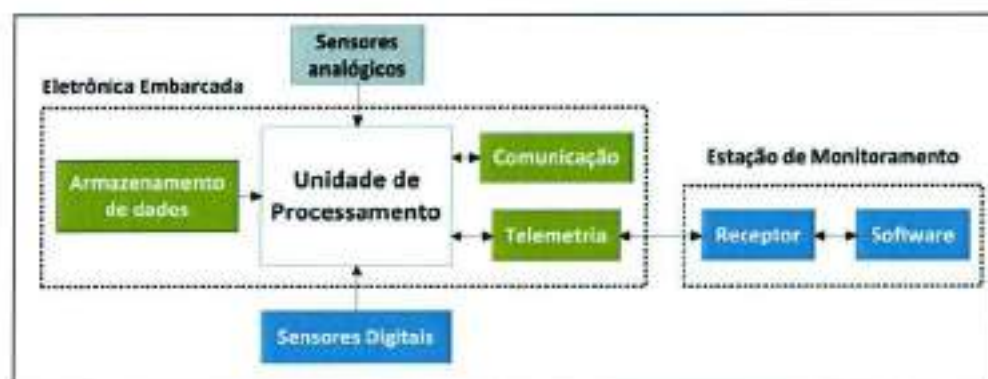 Sensores
analógicos
Eletrônica Embarcada
Armazenamento
de dados
Unidade de
Processamento
Comunicação
Telemetria
Estação de Monitoramento
Receptor
Software
Sensores Digitais